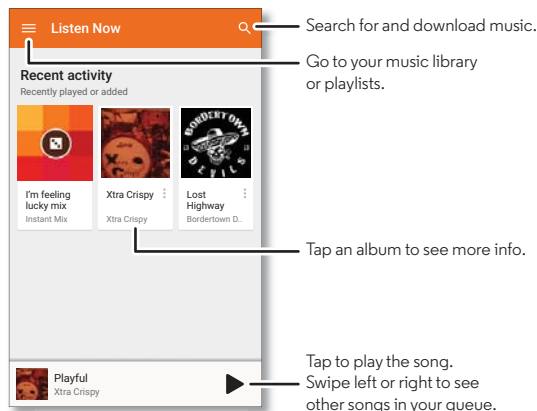 Listen Now
Search for and download music.
Go to your music library
or playlists.
Recent activity
Recently played or added
BORDERTOWN
DEVILS
X
I'm feeling
lucky mix
Instant Mix
Xtra Crispy
Xtra Crispy
Lost
Highway
Bordertown D..
Tap an album to see more info.
Playful
Xtra Crispy
Tap to play the song.
Swipe left or right to see
other songs in your queue.